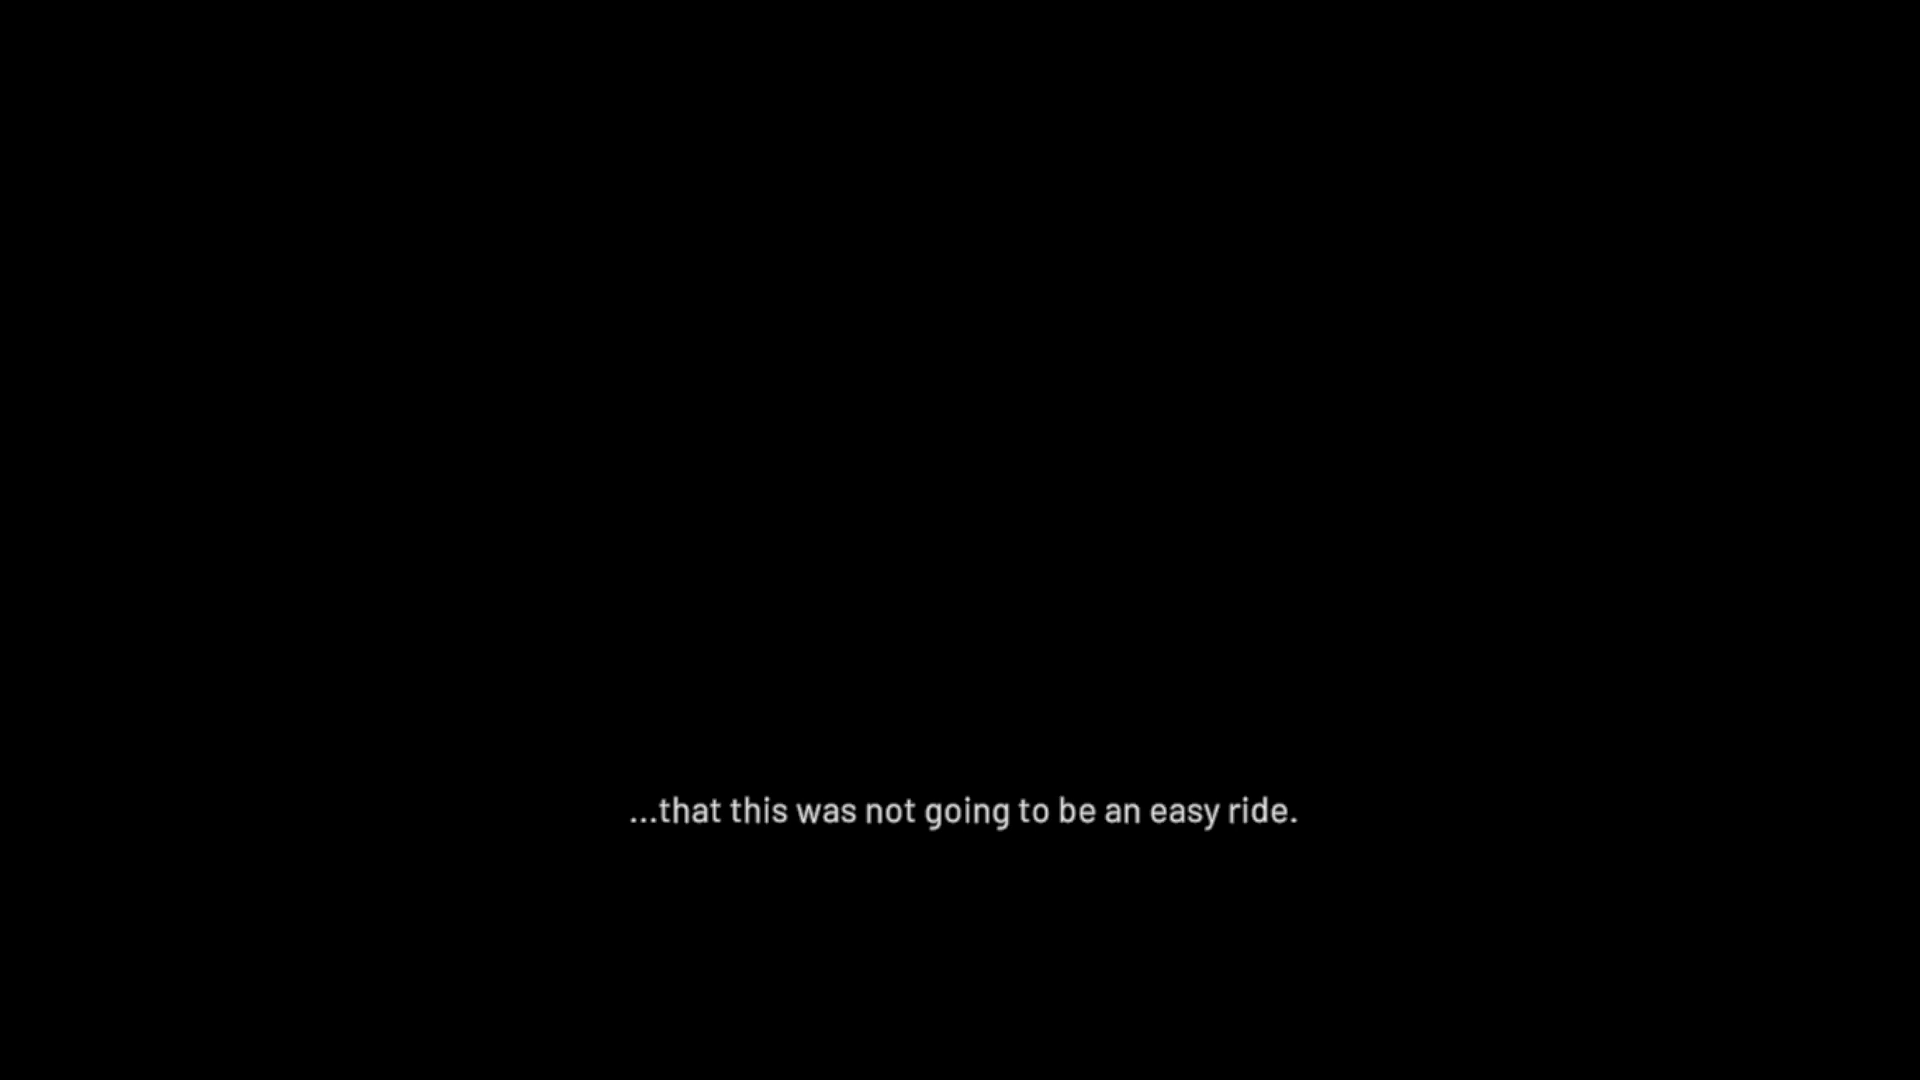 ...that this was not going to be an easy ride.